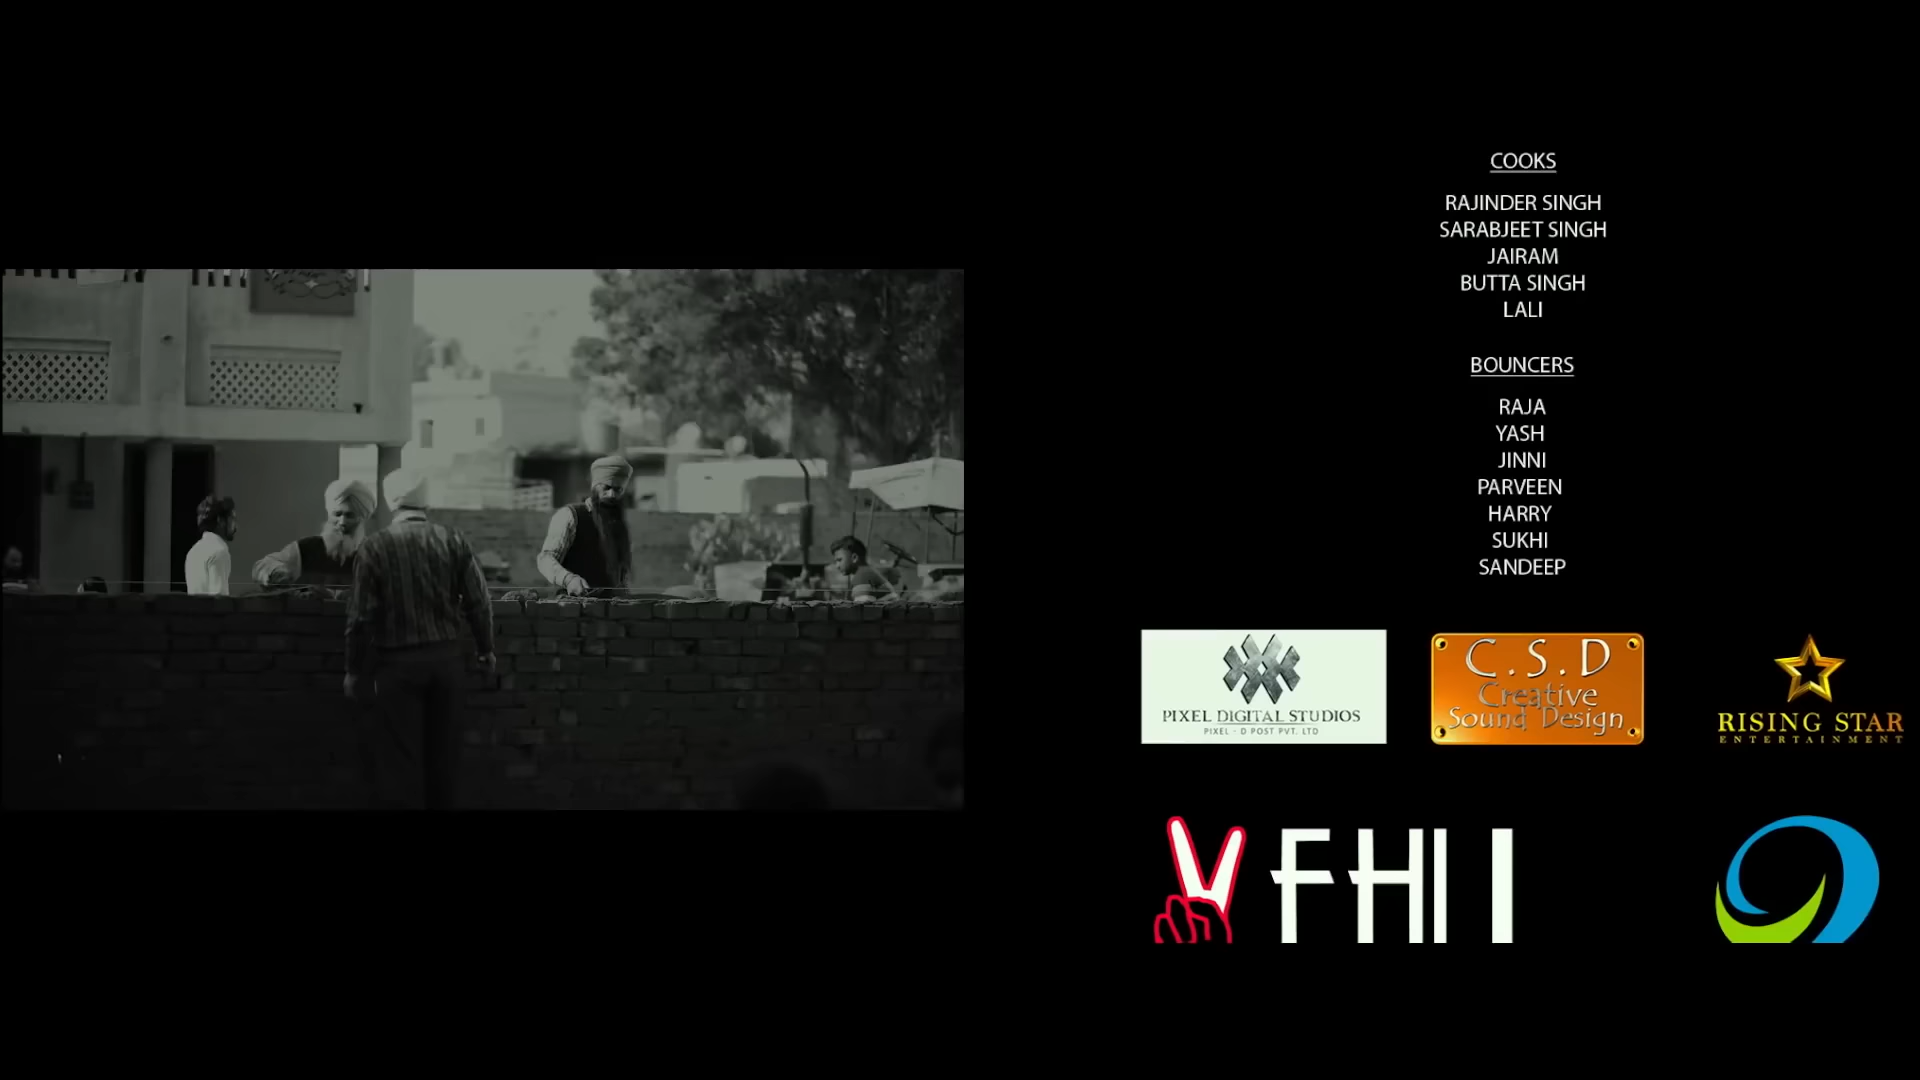 COOKS
RAJINDER SINGH
SARABJEET SINGH
JAIRAM
BUTTA SINGH
LALI
BOUNCERS
RAJA
YASH
JINNI
PARVEEN
HARRY
SUKHI
SANDEEP
PIXEL DIGITAL STUDIOS
PIXEL - D POST PVT. LTD
C.S.D
Creative
Sound Design
RISING STAR
ENTERTAINMENT